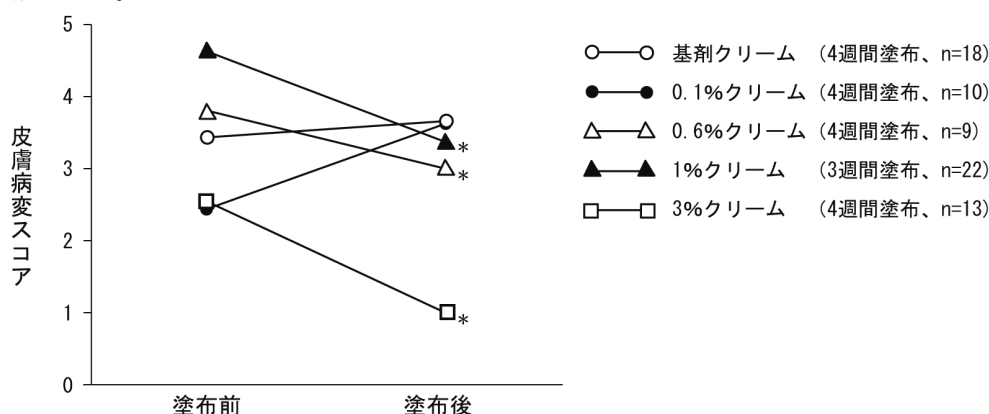 皮膚病変スコア
5
4
3
2
1
0
塗布前 塗布後
*
*
*
基剤クリーム （4週間塗布、n=18）
0.1%クリーム（4週間塗布、n=10）
0.6%クリーム（4週間塗布、n=9）
1%クリーム （3週間塗布、n=22）
3%クリーム （4週間塗布、n=13）